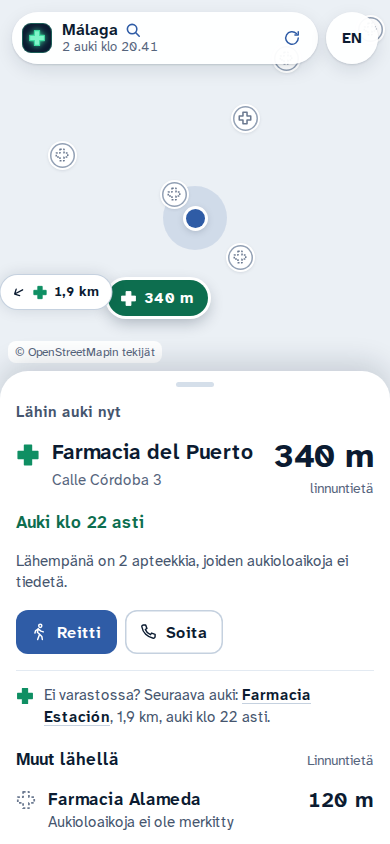 Málaga
2 auki klo 20.41
EN
1,9 km
340 m
© OpenStreetMapin tekijät
Lähin auki nyt
Farmacia del Puerto
340 m
Calle Córdoba 3
linnuntietä
Auki klo 22 asti
Lähempänä on 2 apteekkia, joiden aukioloaikoja ei
tiedetä.
Reitti
Soita
Ei varastossa? Seuraava auki: Farmacia
Estación, 1,9 km, auki klo 22 asti.
Muut lähellä
Linnuntietä
Farmacia Alameda
120 m
Aukioloaikoja ei ole merkitty